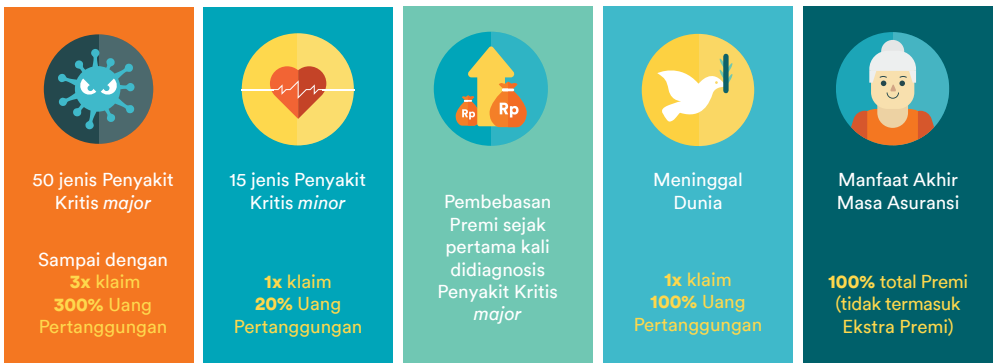 50 jenis Penyakit
Kritis major
Sampai dengan
3x klaim
300% Uang
Pertanggungan
15 jenis Penyakit
Kritis minor
1x klaim
20% Uang
Pertanggungan
Rp
Rp
Pembebasan
Premi sejak
pertama kali
didiagnosis
Penyakit Kritis
major
Meninggal
Dunia
1x klaim
100% Uang
Pertanggungan
Manfaat Akhir
Masa Asuransi
100% total Premi
(tidak termasuk
Ekstra Premi)